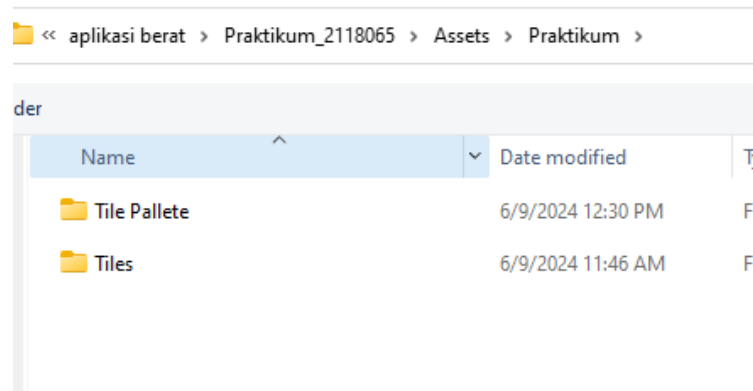 « aplikasi berat > Praktikum_2118065 > Assets > Praktikum >
der
Name Date modified
Tile Pallete 6/9/2024 12:30 PM F
Tiles 6/9/2024 11:46 AM F